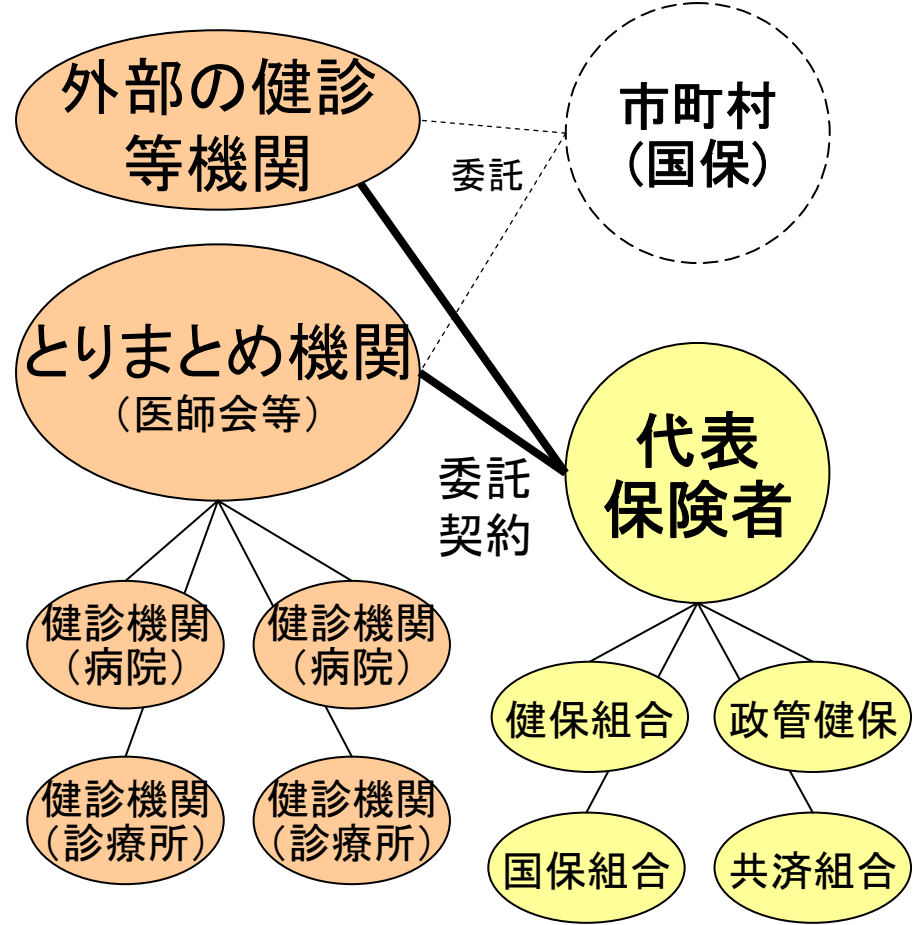 外部の健診
等機関
市町村
(国保)
委託
とりまとめ機関
（医師会等）
代表
保険者
委託
契約
健診機関
（病院）
健診機関
（病院）
健保組合
政管健保
健診機関
（診療所）
健診機関
（診療所）
国保組合
共済組合